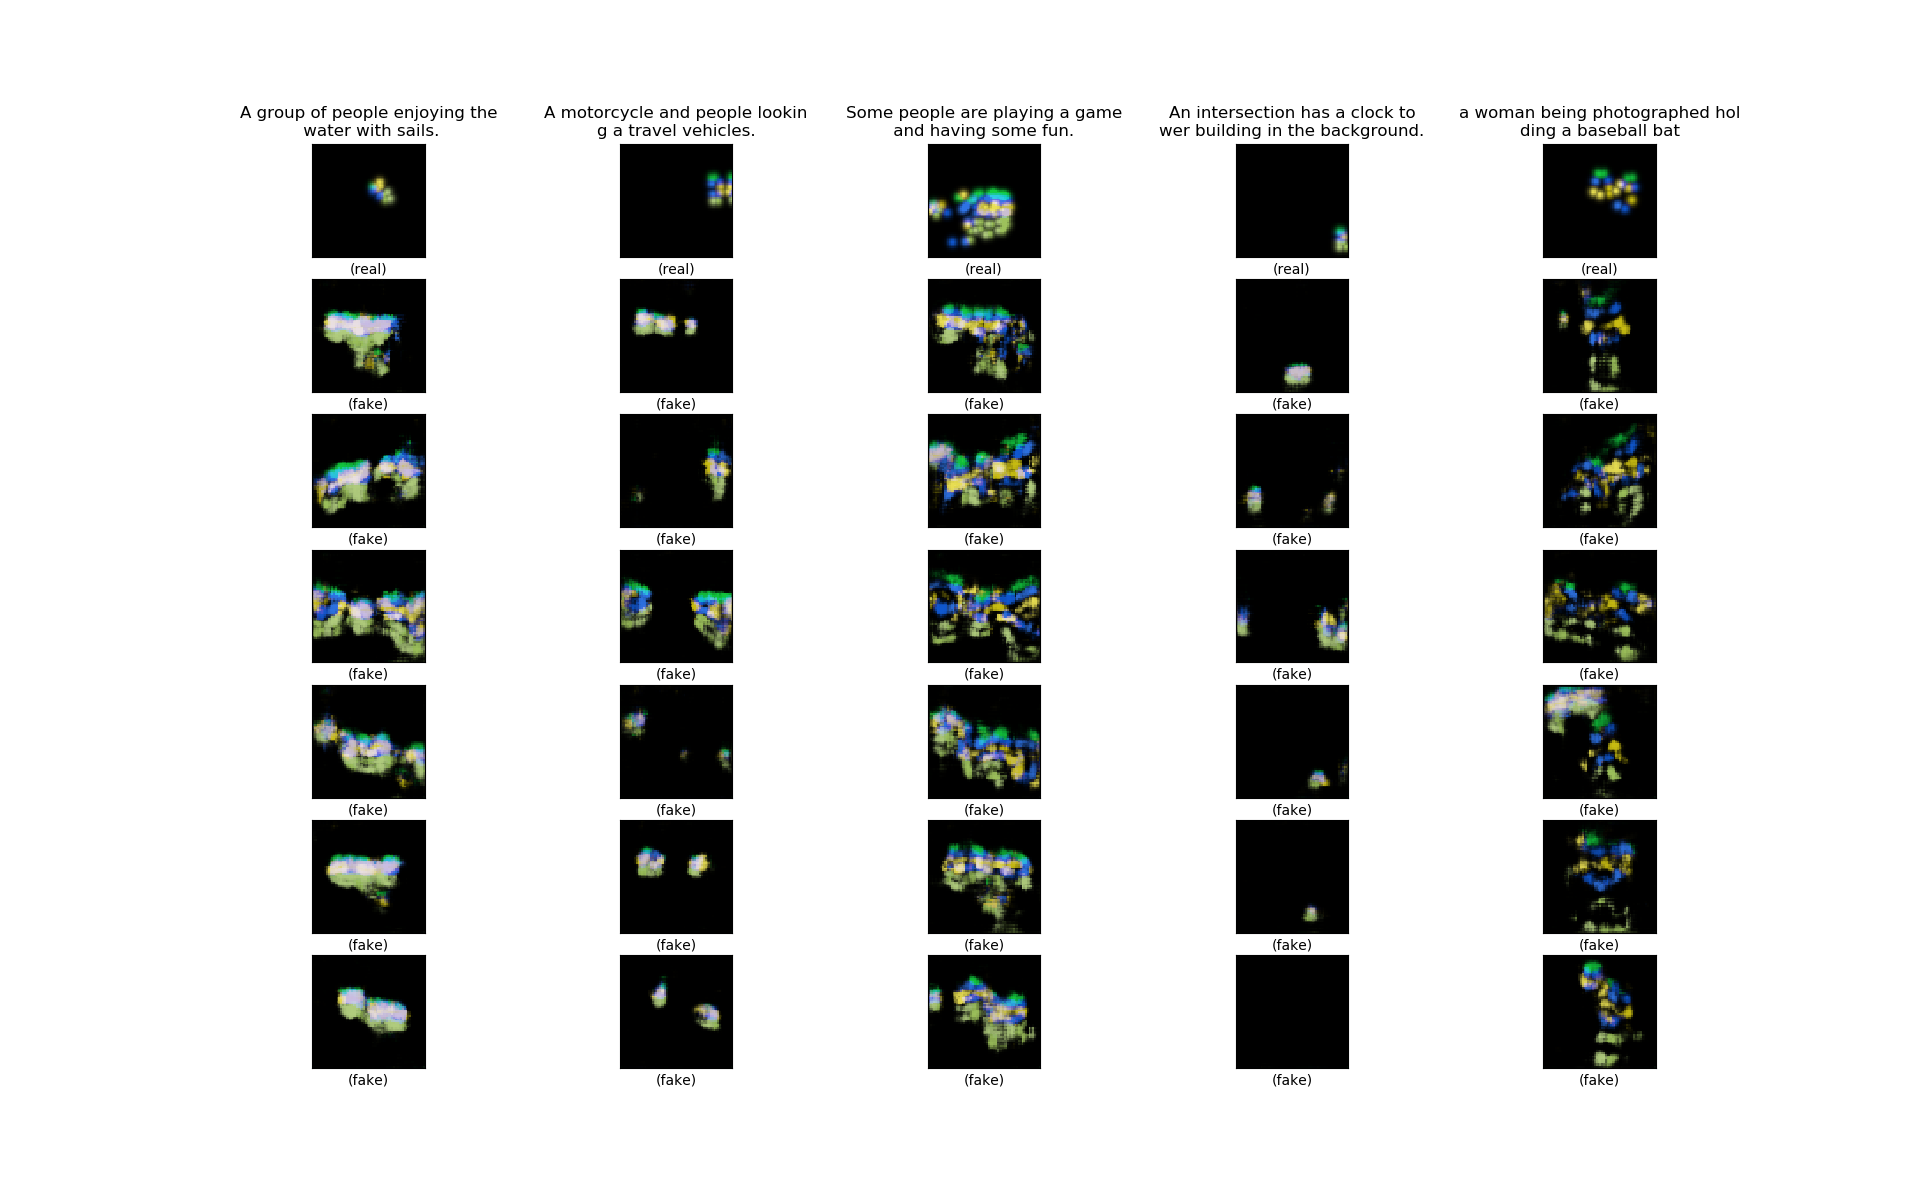 A group of people enjoying the
water with sails.
A motorcycle and people lookin
g a travel vehicles.
Some people are playing a game
and having some fun.
An intersection has a clock to
wer building in the background.
a woman being photographed hol
ding a baseball bat
(real) (real) (real) (real) (real)
(fake) (fake) (fake) (fake) (fake)
(fake) (fake) (fake) (fake) (fake)
(fake) (fake) (fake) (fake) (fake)
(fake) (fake) (fake) (fake) (fake)
(fake) (fake) (fake) (fake) (fake)
(fake) (fake) (fake) (fake) (fake)